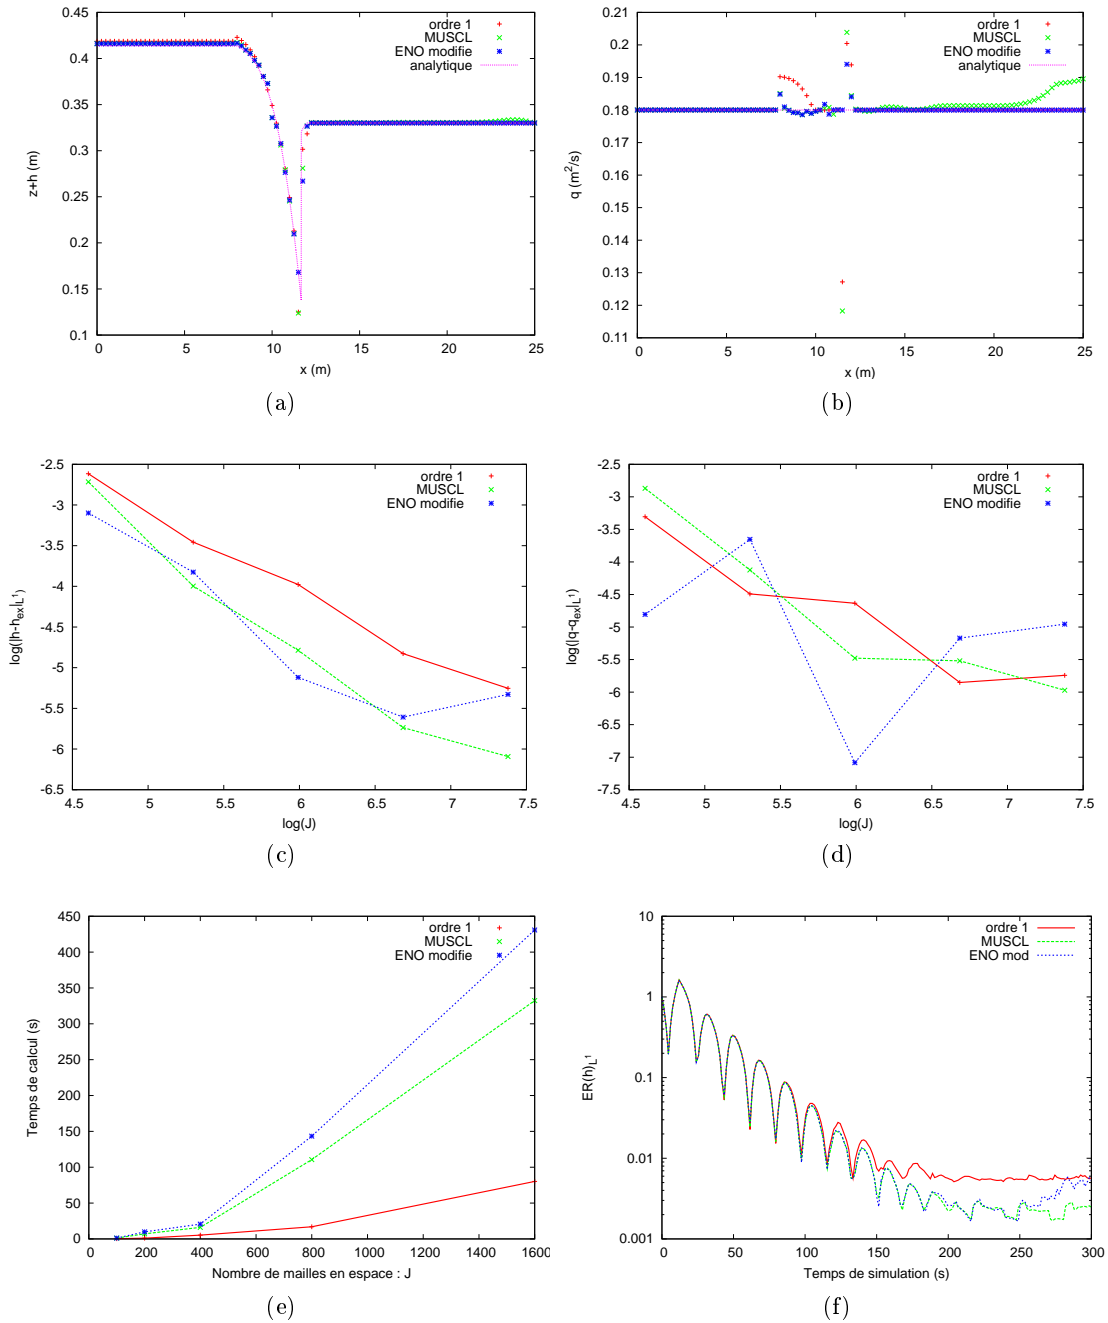 ordre 1
MUSCL
ENO modifie
analytique
0.45
0.4
0.35
0.3
0.25
0.2
0.15
0.1
z+h (m)
0 5 10 15 20 25
x (m)
(a)
ordre 1
MUSCL
ENO modifie
analytique
0.21
0.2
0.19
0.18
0.17
0.16
0.15
0.14
0.13
0.12
0.11
q (m²/s)
0 5 10 15 20 25
x (m)
(b)
ordre 1
MUSCL
ENO modifie
-2.5
-3
-3.5
-4
-4.5
-5
-5.5
-6
-6.5
log(|h-h_ex|_L¹)
4.5 5 5.5 6 6.5 7 7.5
log(J)
(c)
ordre 1
MUSCL
ENO modifie
-2.5
-3
-3.5
-4
-4.5
-5
-5.5
-6
-6.5
-7
-7.5
log(|q-q_ex|_L¹)
4.5 5 5.5 6 6.5 7 7.5
log(J)
(d)
ordre 1
MUSCL
ENO modifie
450
400
350
300
250
200
150
100
50
0
Temps de calcul (s)
0 200 400 600 800 1000 1200 1400 1600
Nombre de mailles en espace : J
(e)
ordre 1
MUSCL
ENO mod
10
1
0.1
0.01
0.001
ER(h)_L¹
0 50 100 150 200 250 300
Temps de simulation (s)
(f)